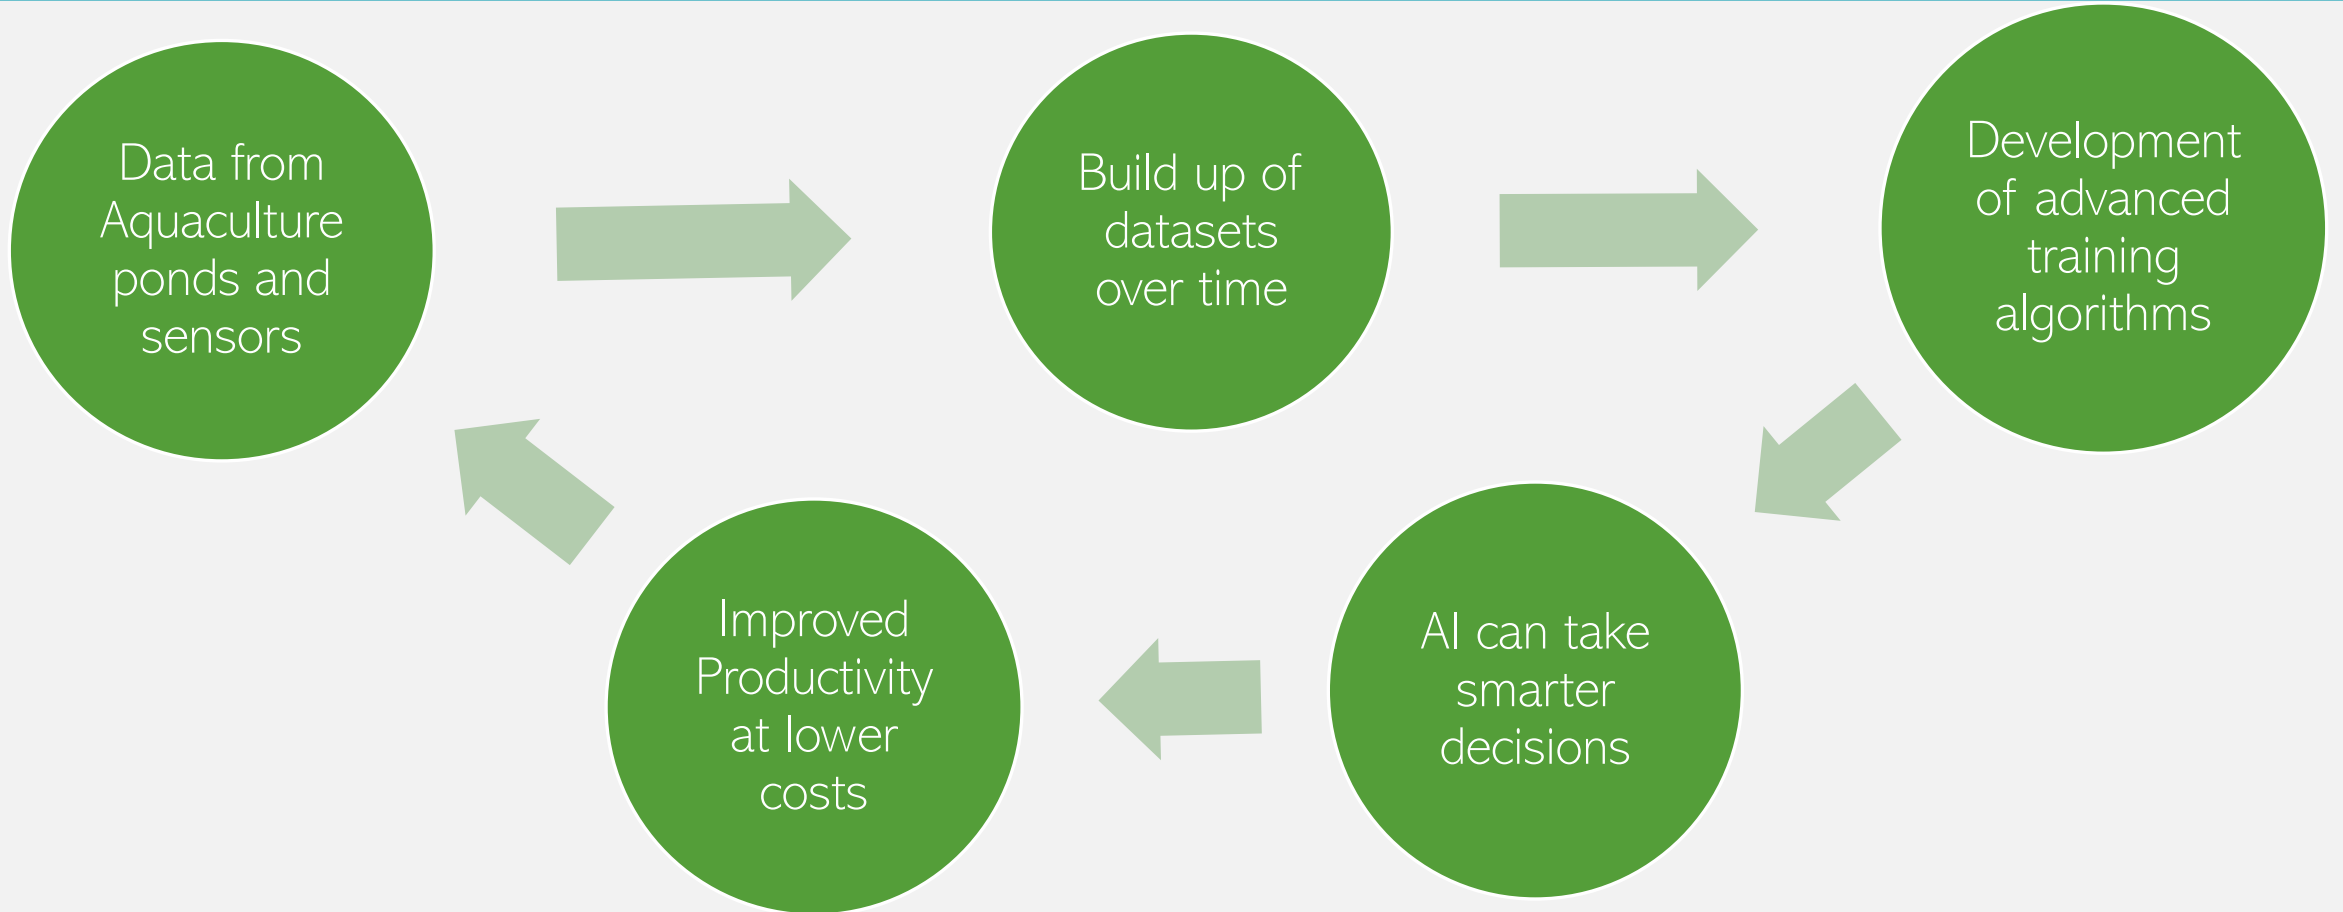 Data from
Aquaculture
ponds and
sensors
Build up of
datasets
over time
Development
of advanced
training
algorithms
AI can take
smarter
decisions
Improved
Productivity
at lower
costs